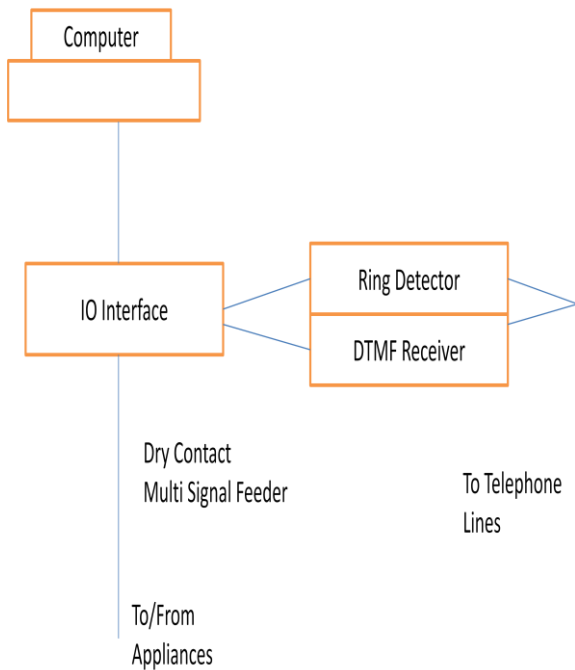 Computer
IO Interface
Ring Detector
DTMF Receiver
Dry Contact
Multi Signal Feeder
To Telephone
Lines
To/From
Appliances